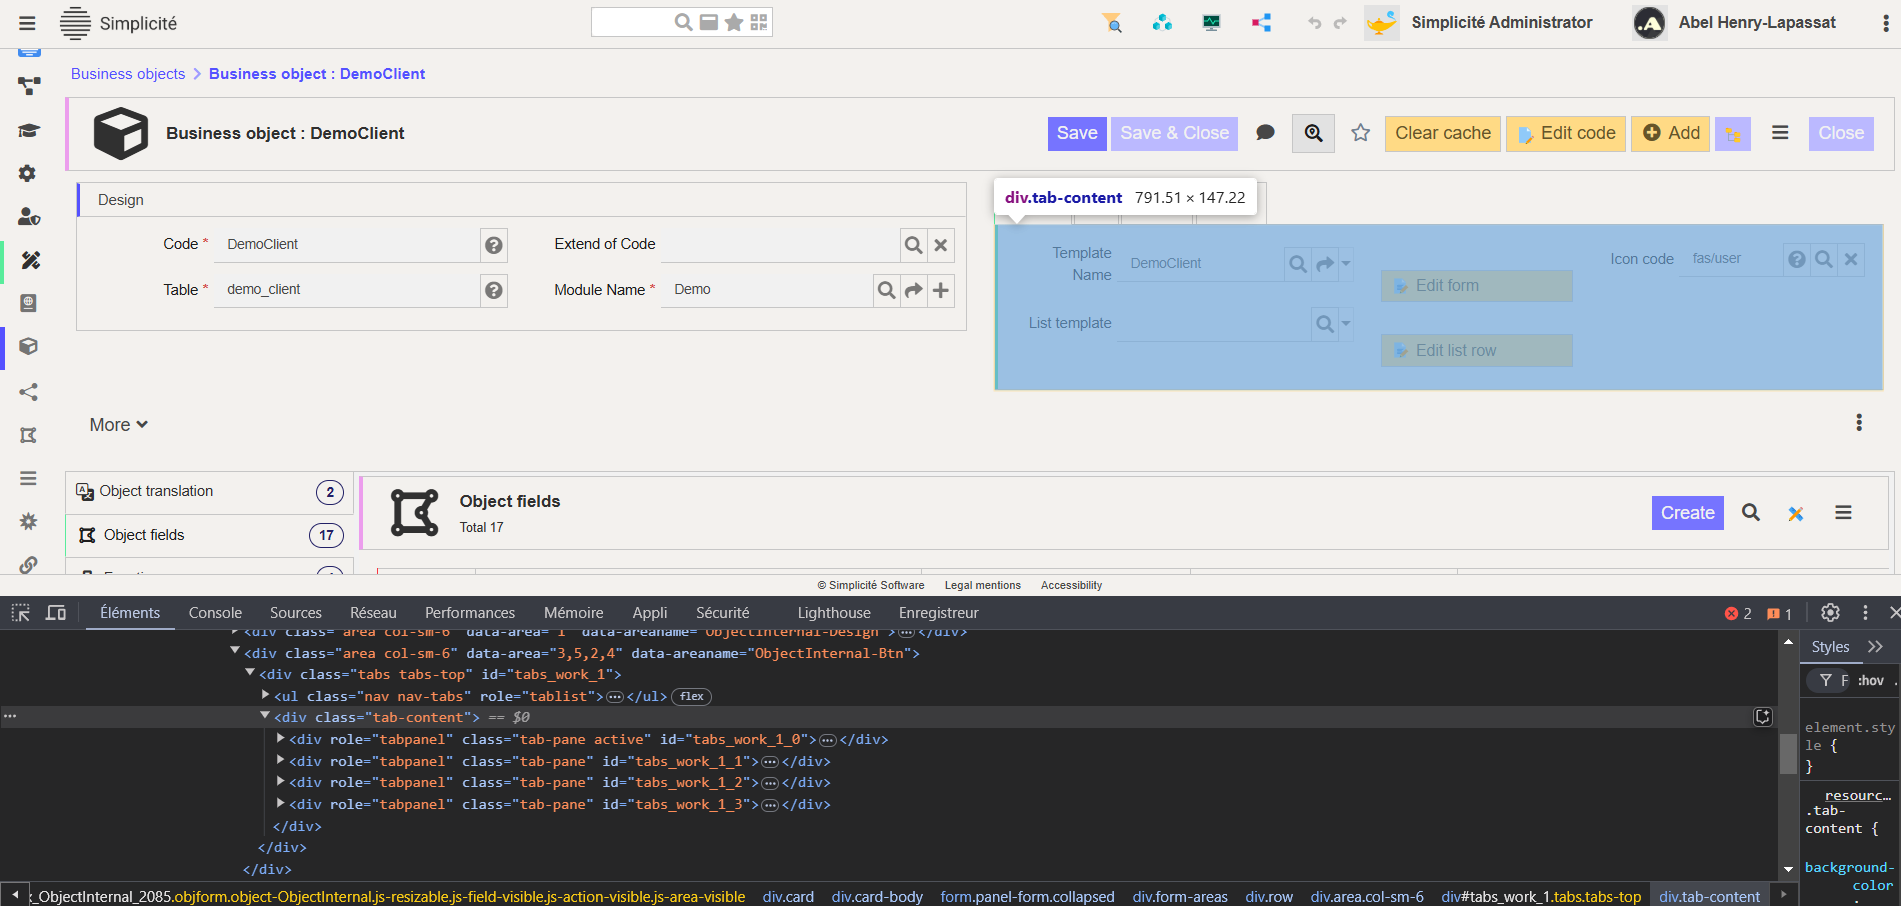 Simplicité
Simplicité Administrator
.A
Abel Henry-Lapassat
Business objects
Business object : DemoClient
Business object : DemoClient
Save
Save & Close
Clear cache
Edit code
Add
Close
Design
Code *
DemoClient
Extend of Code
Table *
demo_client
Module Name *
Demo
div.tab-content 791.51 × 147.22
Template Name
DemoClient
Edit form
Icon code
fas/user
List template
Edit list row
More
Object translation
2
Object fields
17
Object fields
Total 17
Create
© Simplicité Software
Legal mentions
Accessibility
Éléments
Console
Sources
Réseau
Performances
Mémoire
Appli
Sécurité
Lighthouse
Enregistreur
2
1
<div class="area col-sm-6" data-area="1" data-areaname="ObjectInternal-Design">…</div>
<div class="area col-sm-6" data-area="3,5,2,4" data-areaname="ObjectInternal-Btn">
<div class="tabs tabs-top" id="tabs_work_1">
<ul class="nav nav-tabs" role="tablist">…</ul> flex
<div class="tab-content"> == $0
<div role="tabpanel" class="tab-pane active" id="tabs_work_1_0">…</div>
<div role="tabpanel" class="tab-pane" id="tabs_work_1_1">…</div>
<div role="tabpanel" class="tab-pane" id="tabs_work_1_2">…</div>
<div role="tabpanel" class="tab-pane" id="tabs_work_1_3">…</div>
</div>
</div>
</div>
Styles
F
:hov
element.sty
le {
}
resourc…
.tab-
content {
background-
color
_ObjectInternal_2085.objform.object-ObjectInternal.js-resizable.js-field-visible.js-action-visible.js-area-visible
div.card
div.card-body
form.panel-form.collapsed
div.form-areas
div.row
div.area.col-sm-6
div#tabs_work_1.tabs.tabs-top
div.tab-content